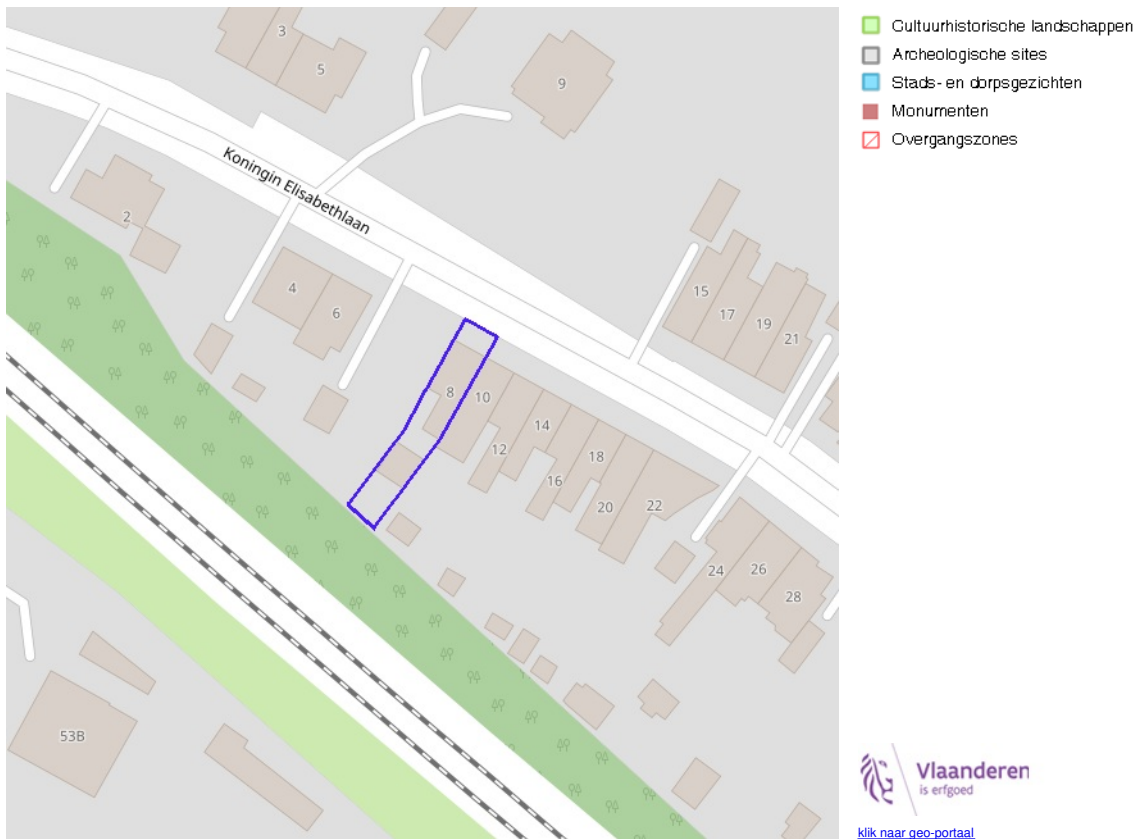 3
5
9
Koningin Elisabethlaan
2
4
6
15
17
19
21
8
10
12
14
16
18
20
22
24
26
28
53B
Cultuurhistorische landschappen
Archeologische sites
Stads- en dorpsgezichten
Monumenten
Overgangszones
Vlaanderen
is erfgoed
klik naar geo-portaal